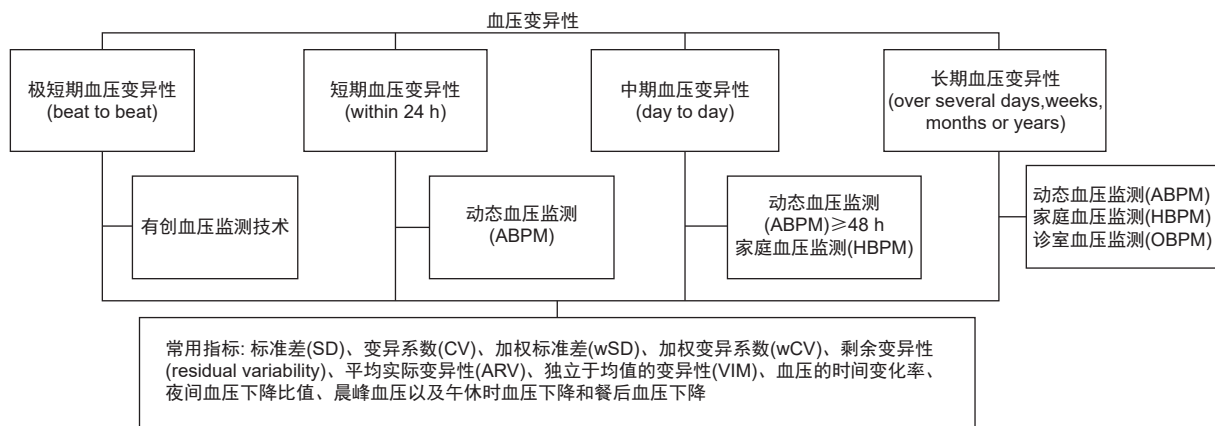 血压变异性
极短期血压变异性
(beat to beat)
短期血压变异性
(within 24 h)
中期血压变异性
(day to day)
长期血压变异性
(over several days,weeks,
months or years)
有创血压监测技术
动态血压监测
(ABPM)
动态血压监测
(ABPM)≥48 h
家庭血压监测(HBPM)
动态血压监测(ABPM)
家庭血压监测(HBPM)
诊室血压监测(OBPM)
常用指标: 标准差(SD)、变异系数(CV)、加权标准差(wSD)、加权变异系数(wCV)、剩余变异性
(residual variability)、平均实际变异性(ARV)、独立于均值的变异性(VIM)、血压的时间变化率、
夜间血压下降比值、晨峰血压以及午休时血压下降和餐后血压下降